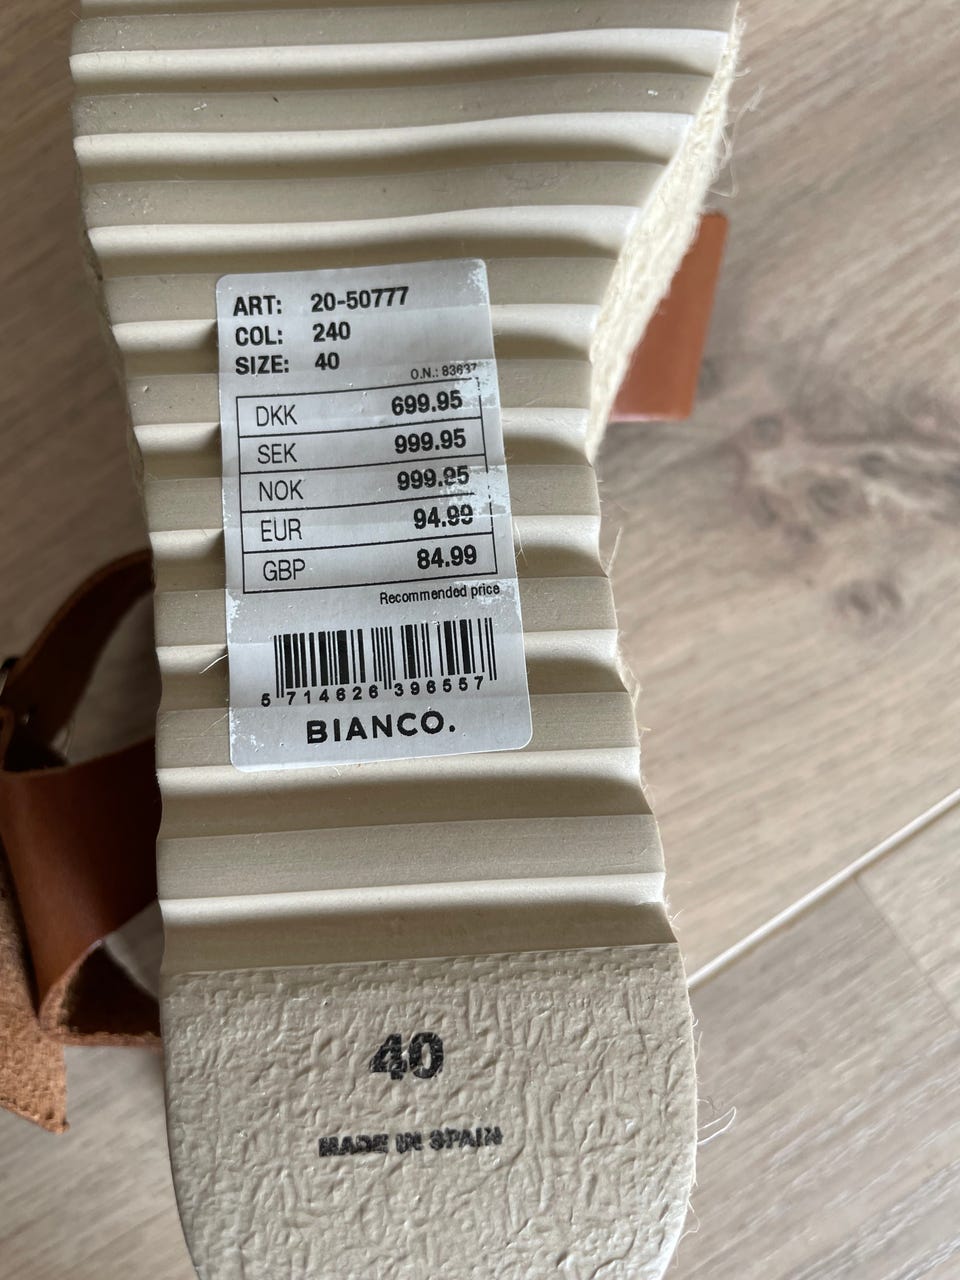 ART: 20-50777
COL: 240
SIZE: 40
O.N.: 83637
DKK 699.95
SEK 999.95
NOK 999.95
EUR 94.99
GBP 84.99
Recommended price
5 714626 396557
BIANCO.
40
MADE IN SPAIN